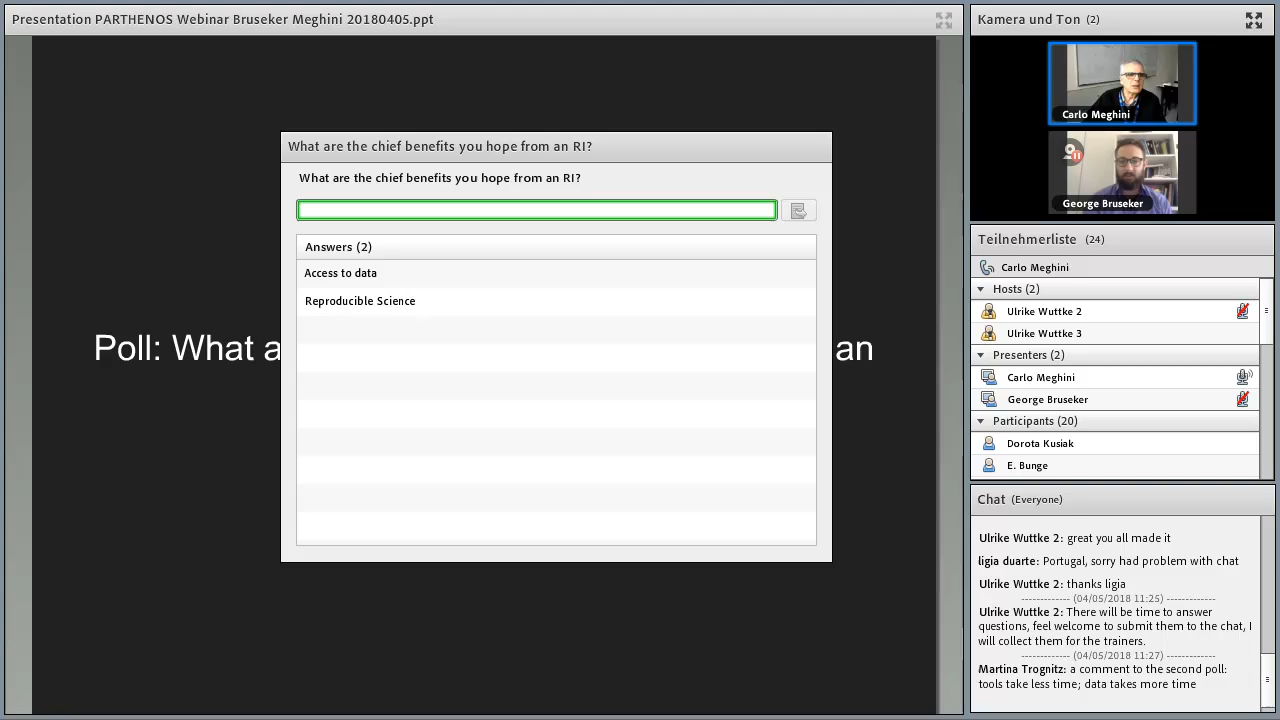 Presentation PARTHENOS Webinar Bruseker Meghini 20180405.ppt
Poll: What a
an
What are the chief benefits you hope from an RI?
What are the chief benefits you hope from an RI?
Answers (2)
Access to data
Reproducible Science
Kamera und Ton (2)
Carlo Meghini
George Bruseker
Teilnehmerliste (24)
Carlo Meghini
Hosts (2)
Ulrike Wuttke 2
Ulrike Wuttke 3
Presenters (2)
Carlo Meghini
George Bruseker
Participants (20)
Dorota Kusiak
E. Bunge
Chat (Everyone)
Ulrike Wuttke 2: great you all made it
ligia duarte: Portugal, sorry had problem with chat
Ulrike Wuttke 2: thanks ligia
------------- (04/05/2018 11:25) -------------
Ulrike Wuttke 2: There will be time to answer
questions, feel welcome to submit them to the chat, I
will collect them for the trainers.
------------- (04/05/2018 11:27) -------------
Martina Trognitz: a comment to the second poll:
tools take less time; data takes more time